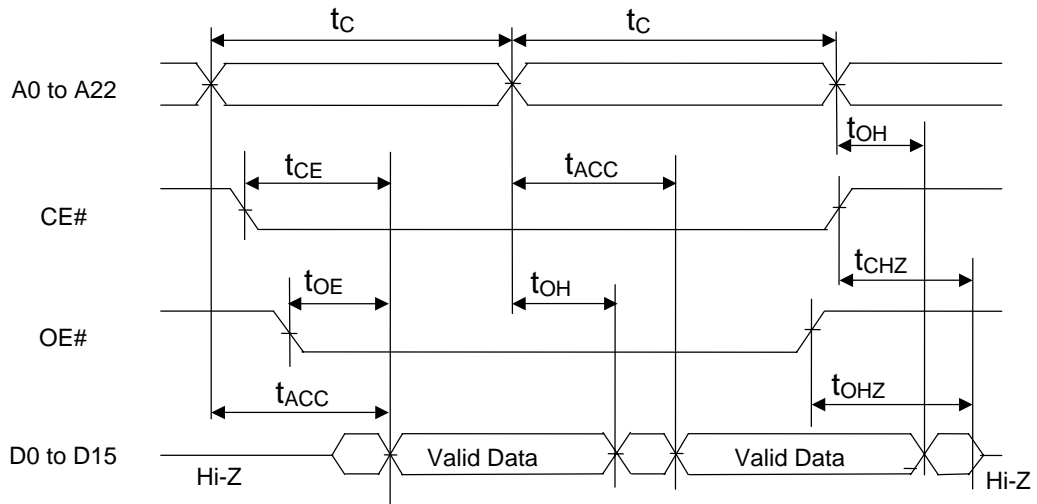 tC tC
A0 to A22
tOH
tCE tACC
CE#
tCHZ
tOE tOH
OE#
tACC tOHZ
D0 to D15 Valid Data Valid Data
Hi-Z Hi-Z